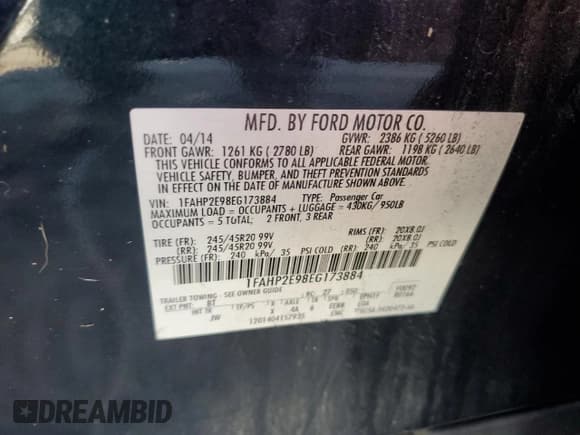 MFD. BY FORD MOTOR CO.
DATE: 04/14 GVWR: 2386 KG ( 5260 LB)
FRONT GAWR: 1261 KG ( 2780 LB) REAR GAWR: 1198 KG ( 2640 LB)
THIS VEHICLE CONFORMS TO ALL APPLICABLE FEDERAL MOTOR
VEHICLE SAFETY, BUMPER, AND THEFT PREVENTION STANDARDS
IN EFFECT ON THE DATE OF MANUFACTURE SHOWN ABOVE.
VIN: 1FAHP2E98EG173884 TYPE: Passenger Car
MAXIMUM LOAD = OCCUPANTS + LUGGAGE = 430KG/ 950LB
OCCUPANTS = 5 TOTAL; 2 FRONT, 3 REAR
TIRE (FR): 245/45R20 99V RIMS (FR): 20X8.0J
(RR): 245/45R20 99V (RR): 20X8.0J
PRESSURE (FR): 240 kPa/ 35 PSI COLD (RR): 240 kPa/ 35 PSI COLD
1FAHP2E98EG173884
TRAILER TOWING - SEE OWNER GUIDE
EXT PNT: RC: 27
JW
DREAMBID